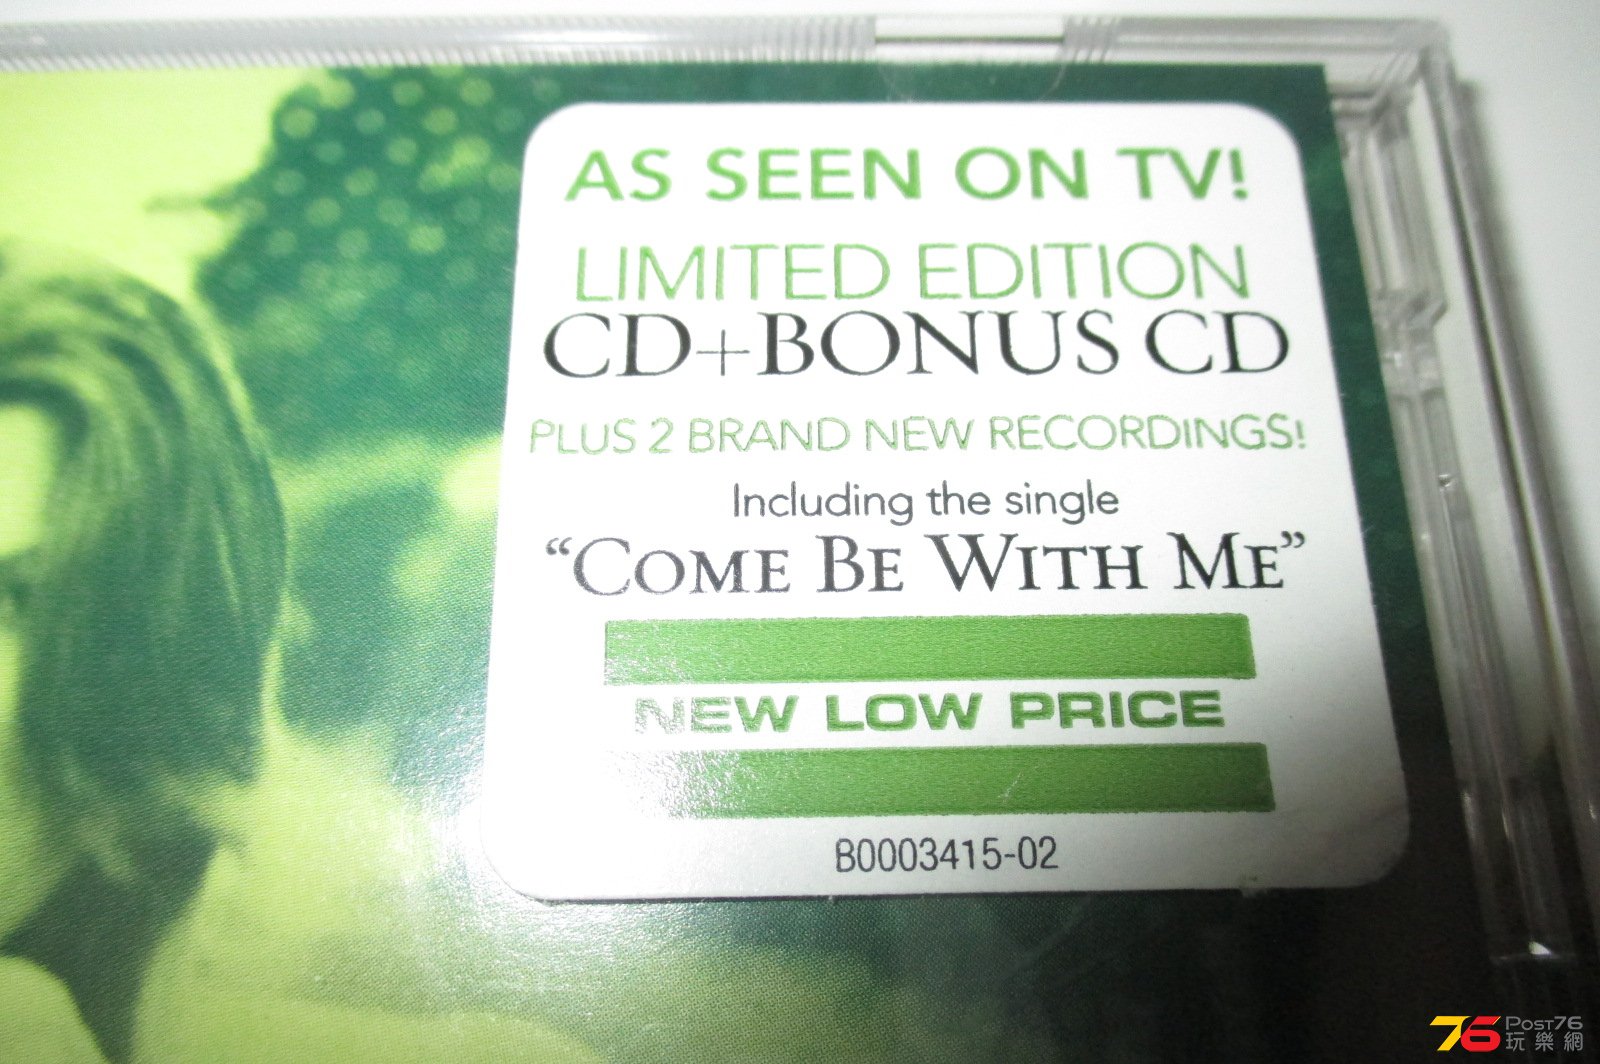 AS SEEN ON TV!
LIMITED EDITION
CD+BONUS CD
PLUS 2 BRAND NEW RECORDINGS!
Including the single
“COME BE WITH ME”
NEW LOW PRICE
B0003415-02
76 POST76
玩樂網